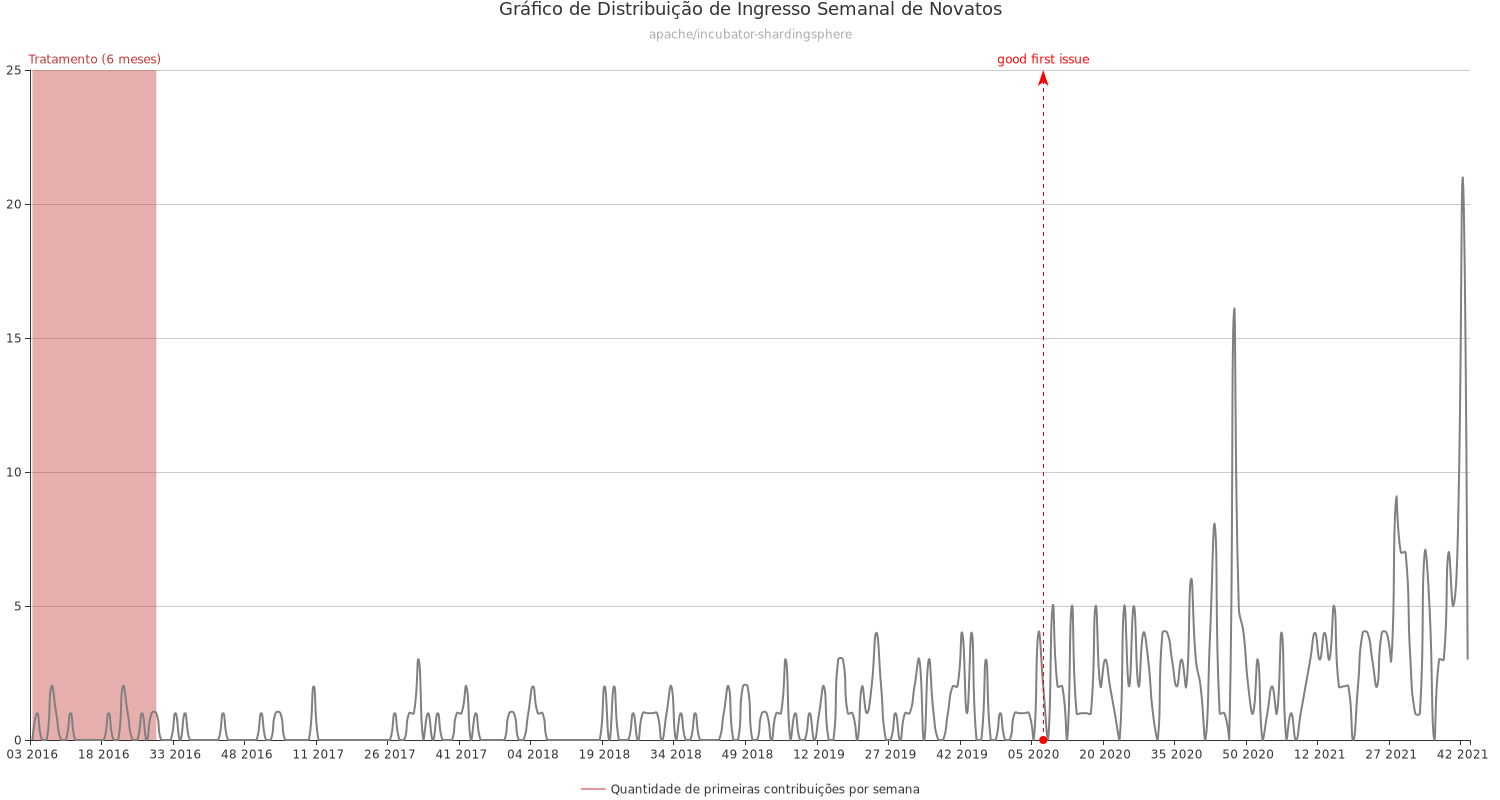 Gráfico de Distribuição de Ingresso Semanal de Novatos
apache/incubator-shardingsphere
Tratamento (6 meses)
good first issue
25
20
15
10
5
0
03 2016 18 2016 33 2016 48 2016 11 2017 26 2017 41 2017 04 2018 19 2018 34 2018 49 2018 12 2019 27 2019 42 2019 05 2020 20 2020 35 2020 50 2020 12 2021 27 2021 42 2021
Quantidade de primeiras contribuições por semana